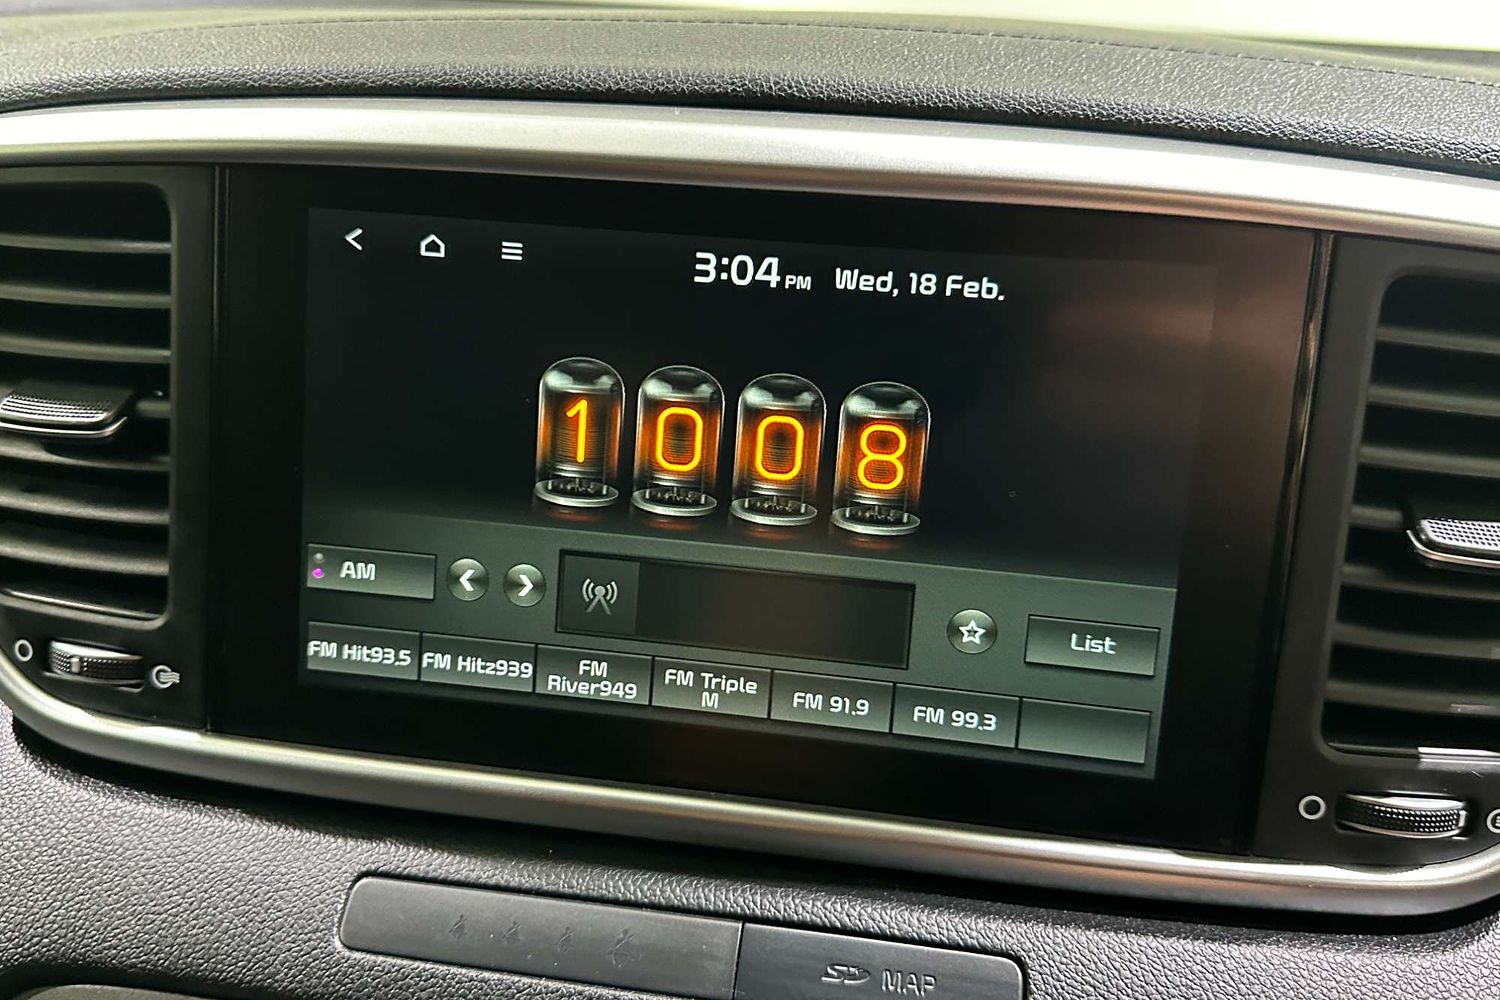 3:04 PM Wed, 18 Feb.
1008
AM
List
FM Hit93.5
FM Hitz939
FM
River949
FM Triple
M
FM 91.9
FM 99.3
SD MAP